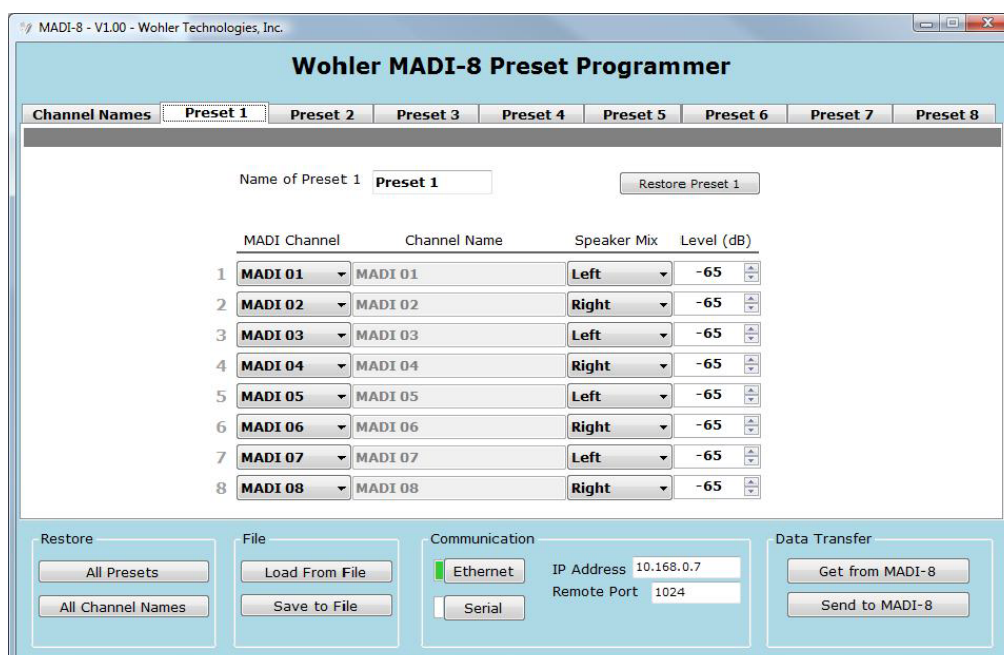 MADI-8 - V1.00 - Wohler Technologies, Inc.
Wohler MADI-8 Preset Programmer
Channel Names Preset 1 Preset 2 Preset 3 Preset 4 Preset 5 Preset 6 Preset 7 Preset 8
Name of Preset 1 Preset 1 Restore Preset 1
MADI Channel Channel Name Speaker Mix Level (dB)
1 MADI 01 MADI 01 Left -65
2 MADI 02 MADI 02 Right -65
3 MADI 03 MADI 03 Left -65
4 MADI 04 MADI 04 Right -65
5 MADI 05 MADI 05 Left -65
6 MADI 06 MADI 06 Right -65
7 MADI 07 MADI 07 Left -65
8 MADI 08 MADI 08 Right -65
Restore File Communication Data Transfer
All Presets Load From File Ethernet IP Address 10.168.0.7 Get from MADI-8
All Channel Names Save to File Serial Remote Port 1024 Send to MADI-8